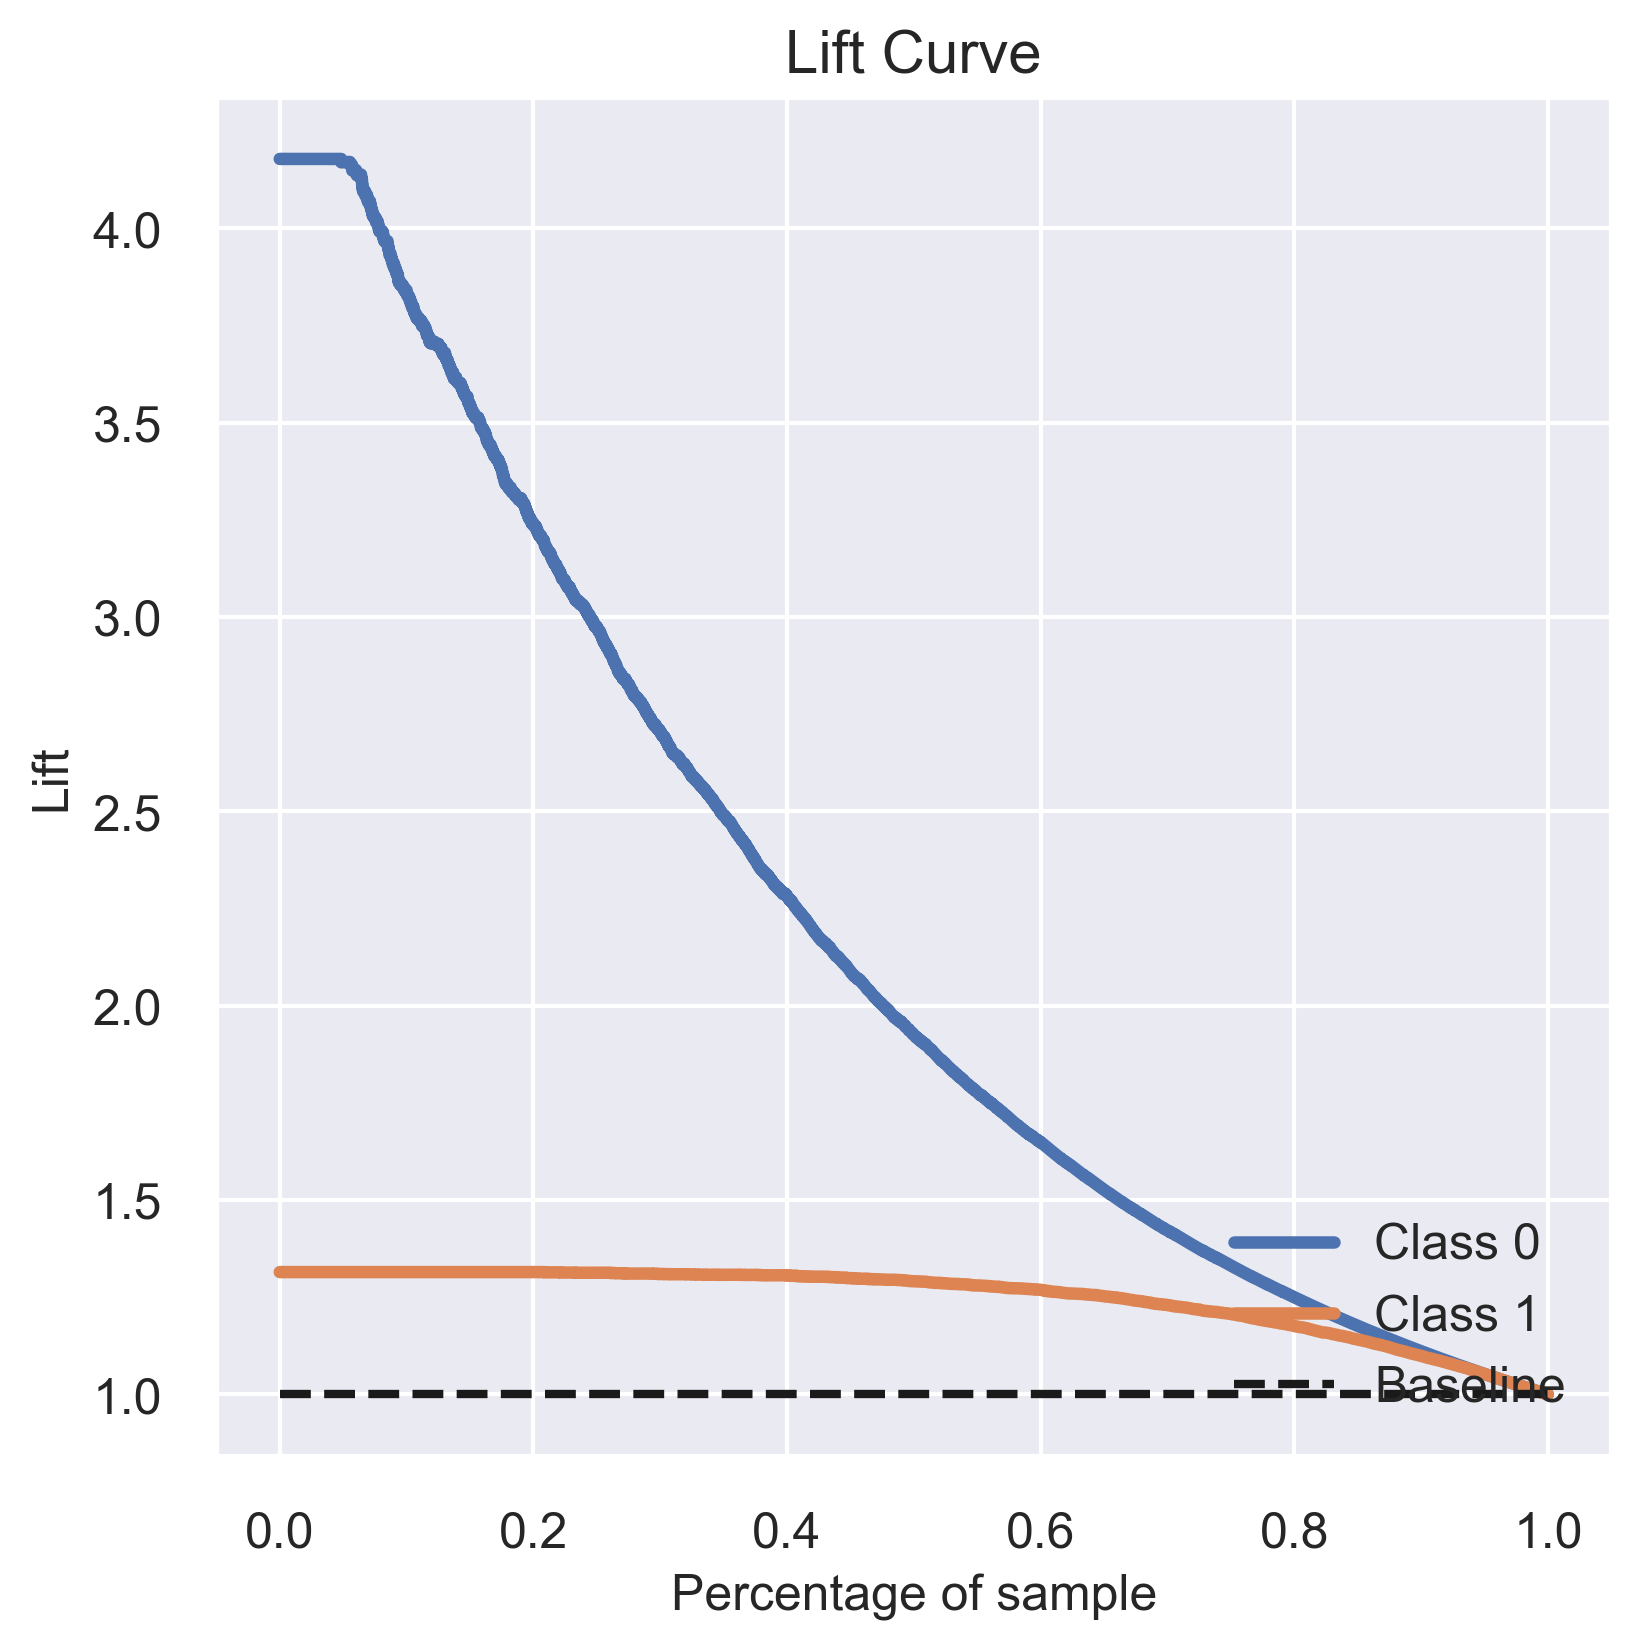 Lift Curve
4.0
3.5
3.0
2.5
2.0
1.5
1.0
Lift
Class 0
Class 1
Baseline
0.0 0.2 0.4 0.6 0.8 1.0
Percentage of sample